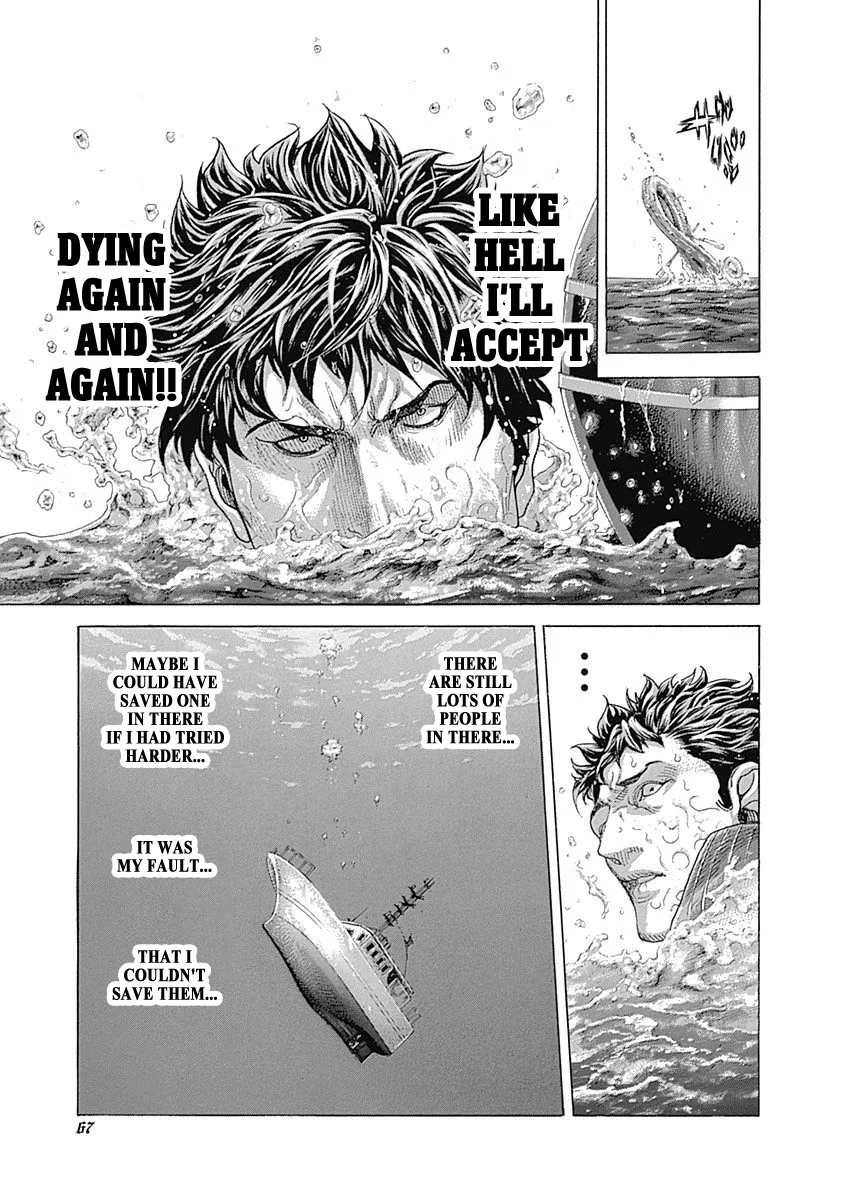 LIKE
HELL
I'LL
ACCEPT
DYING
AGAIN
AND
AGAIN!!
...
THERE
ARE STILL
LOTS OF
PEOPLE
IN THERE...
MAYBE I
COULD HAVE
SAVED ONE
IN THERE
IF I HAD TRIED
HARDER...
IT WAS
MY FAULT...
THAT I
COULDN'T
SAVE THEM...
67